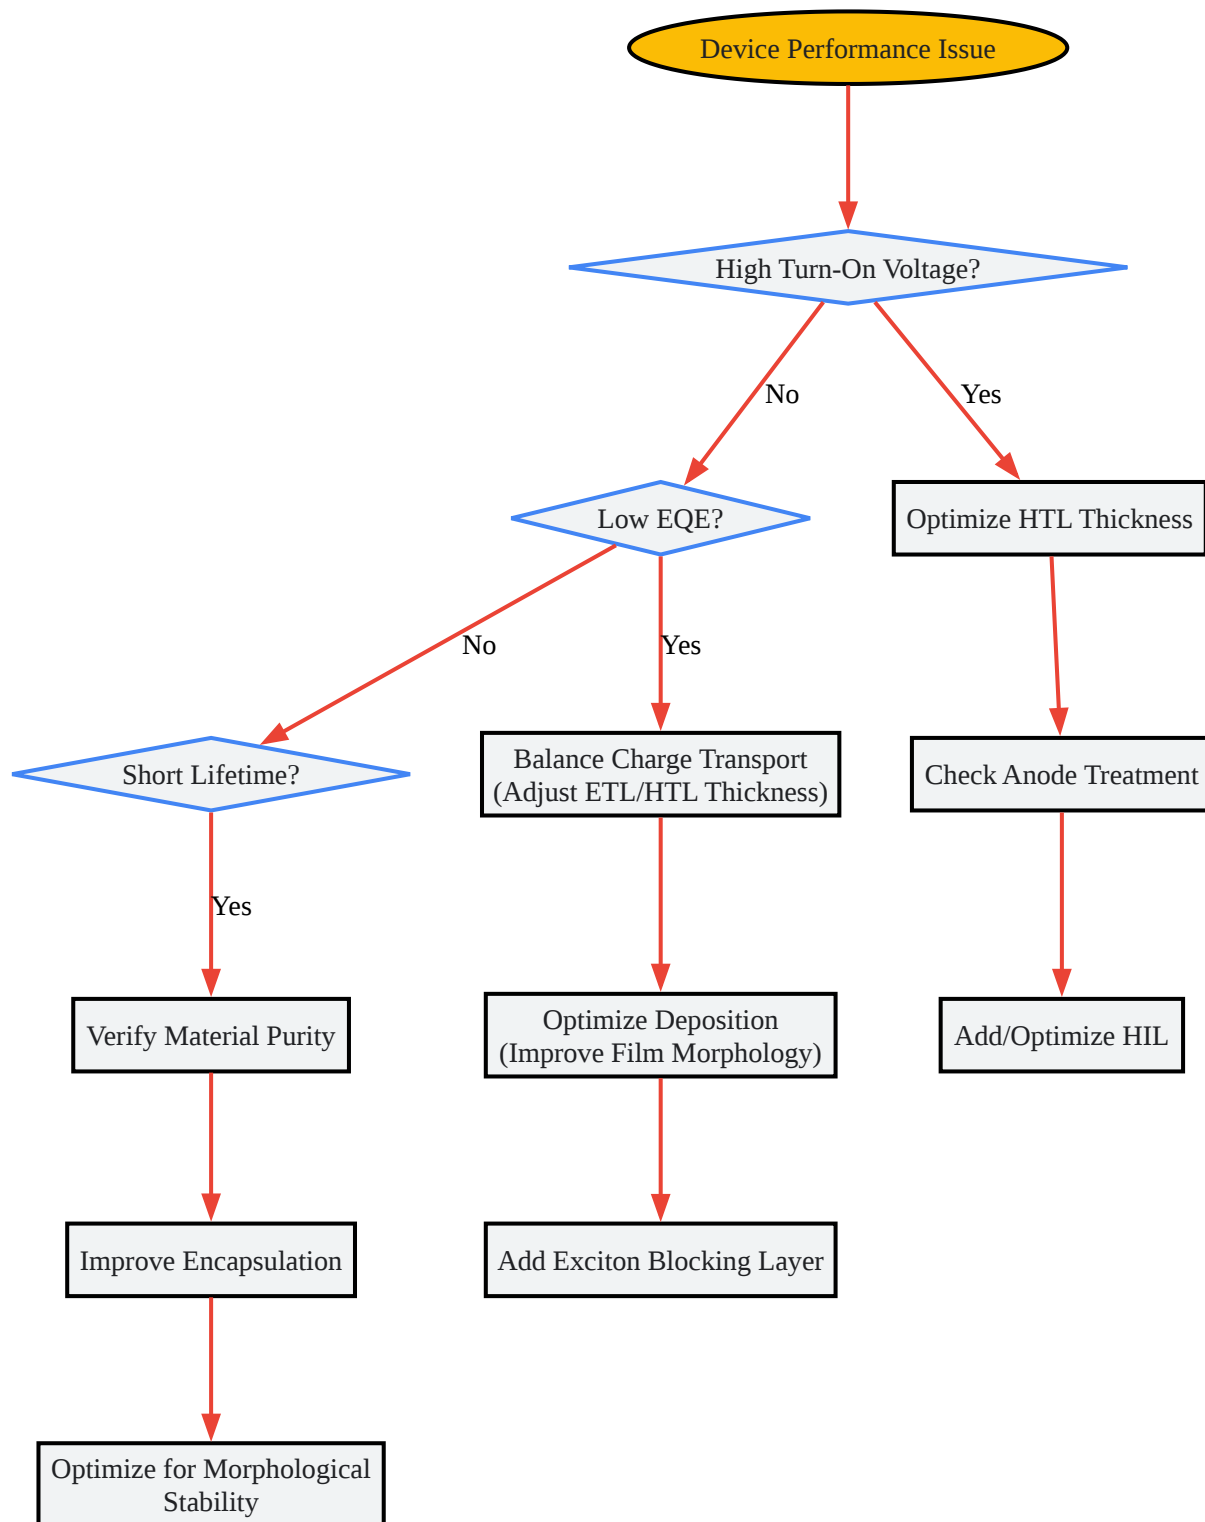 Device Performance Issue
High Turn-On Voltage?
No
Yes
Low EQE?
Optimize HTL Thickness
No
Yes
Short Lifetime?
Balance Charge Transport
(Adjust ETL/HTL Thickness)
Check Anode Treatment
Yes
Verify Material Purity
Optimize Deposition
(Improve Film Morphology)
Add/Optimize HIL
Improve Encapsulation
Add Exciton Blocking Layer
Optimize for Morphological
Stability